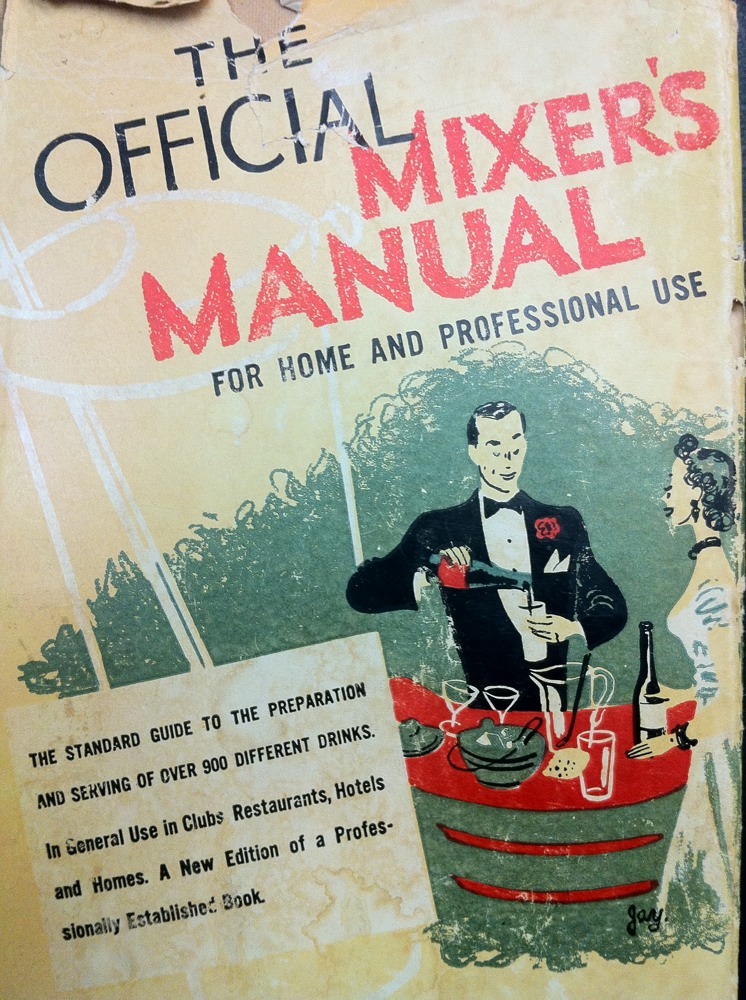 THE
OFFICIAL
MIXER'S
MANUAL
FOR HOME AND PROFESSIONAL USE
THE STANDARD GUIDE TO THE PREPARATION
AND SERVING OF OVER 900 DIFFERENT DRINKS.
In General Use in Clubs Restaurants, Hotels
and Homes. A New Edition of a Profes-
sionally Established Book.
Jay